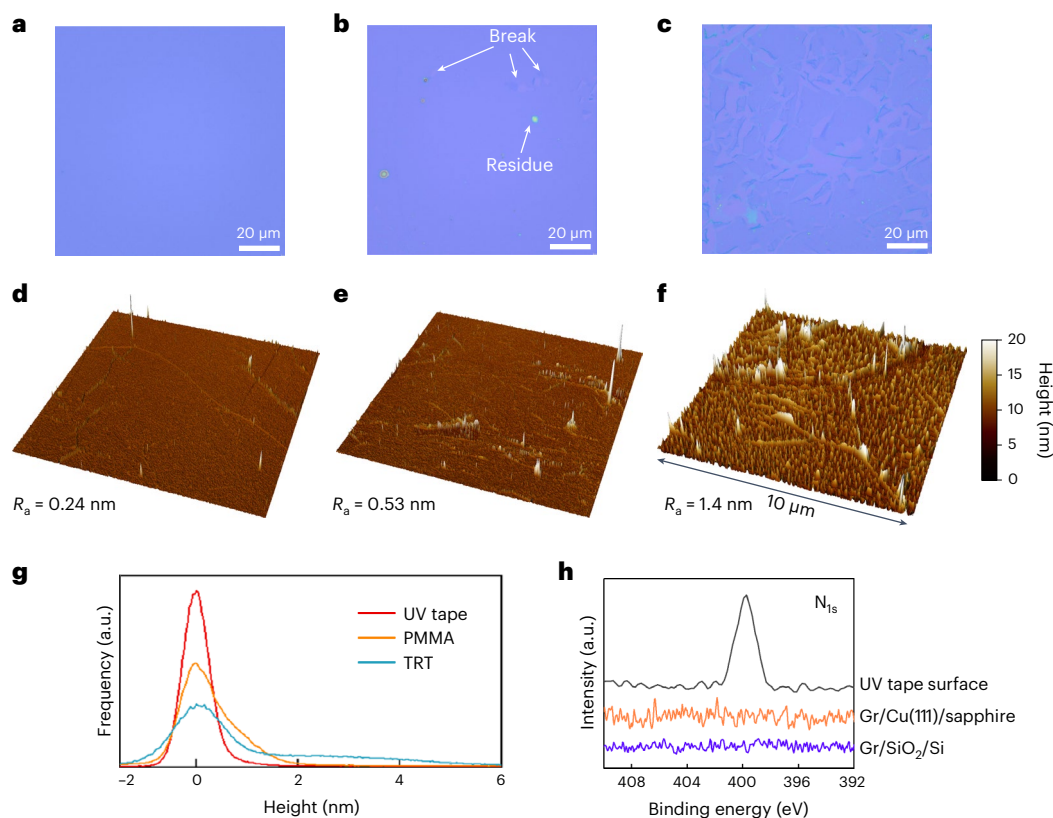 a
b
c
Break
Residue
20 µm
20 µm
20 µm
d
e
f
20
15
10
5
0
Height (nm)
Rₐ = 0.24 nm
Rₐ = 0.53 nm
Rₐ = 1.4 nm
10 µm
g
h
Frequency (a.u.)
UV tape
PMMA
TRT
−2
0
2
4
6
Height (nm)
Intensity (a.u.)
N₁ₛ
UV tape surface
Gr/Cu(111)/sapphire
Gr/SiO₂/Si
408
404
400
396
392
Binding energy (eV)